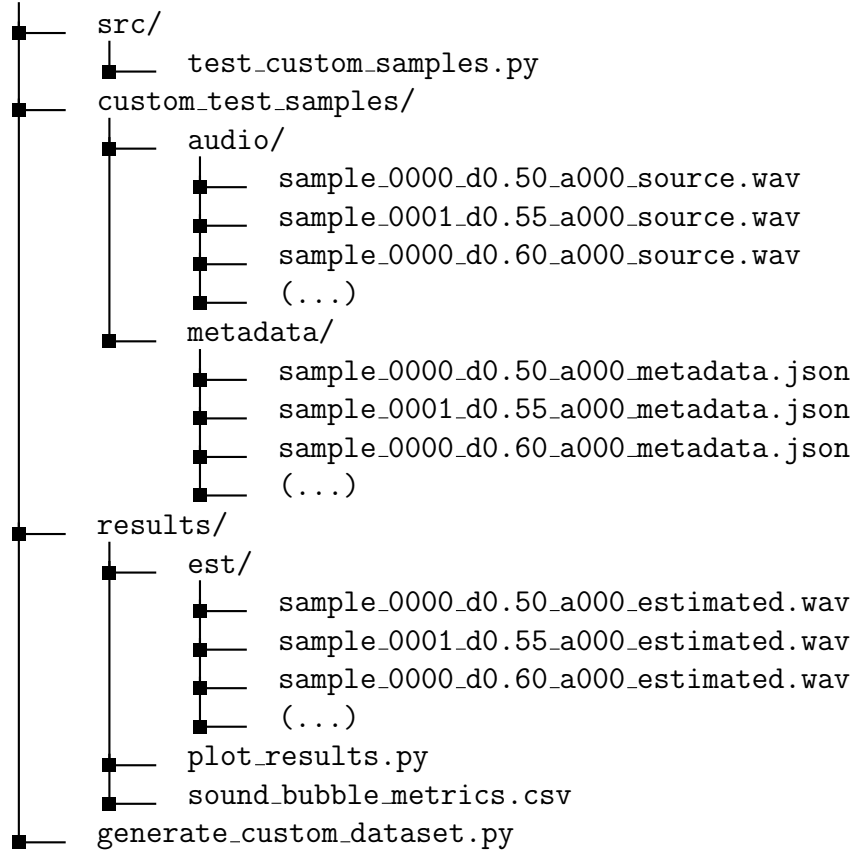 src/
test_custom_samples.py
custom_test_samples/
audio/
sample_0000_d0.50_a000_source.wav
sample_0001_d0.55_a000_source.wav
sample_0000_d0.60_a000_source.wav
(...)
metadata/
sample_0000_d0.50_a000_metadata.json
sample_0001_d0.55_a000_metadata.json
sample_0000_d0.60_a000_metadata.json
(...)
results/
est/
sample_0000_d0.50_a000_estimated.wav
sample_0001_d0.55_a000_estimated.wav
sample_0000_d0.60_a000_estimated.wav
(...)
plot_results.py
sound_bubble_metrics.csv
generate_custom_dataset.py